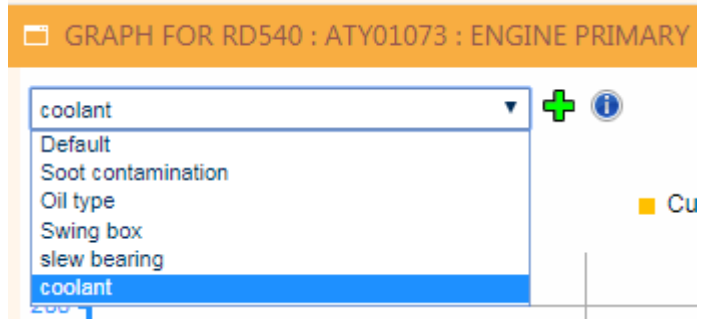 GRAPH FOR RD540 : ATY01073 : ENGINE PRIMARY
coolant
Default
Soot contamination
Oil type
Swing box
slew bearing
coolant
Cu